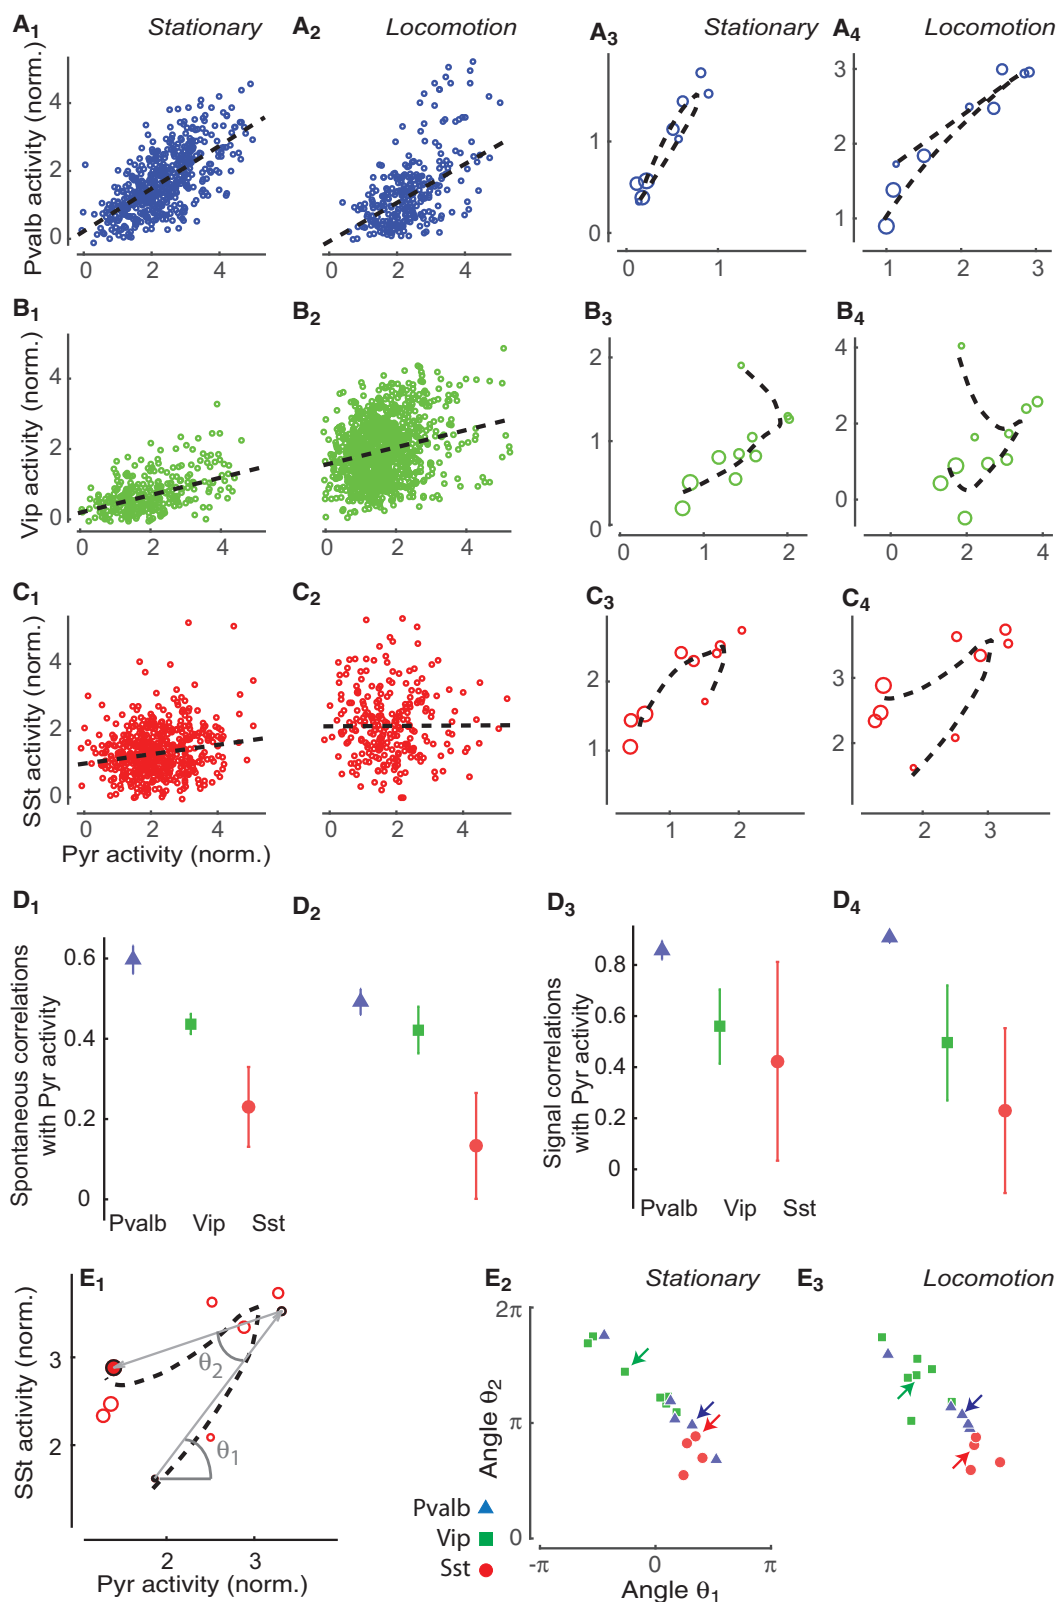 A1 Stationary A2 Locomotion A3 Stationary A4 Locomotion
Pvalb activity (norm.)
4
2
0
0 2 4
0 2 4
1
0
0 1
3
2
1
1 2 3
B1 B2 B3 B4
Vip activity (norm.)
4
2
0
0 2 4
0 2 4
2
1
0
0 1 2
4
2
0
0 2 4
C1 C2 C3 C4
SSt activity (norm.)
4
2
0
0 2 4
0 2 4
2
1
1 2
3
2
2 3
Pyr activity (norm.)
D1 D2 D3 D4
Spontaneous correlations
with Pyr activity
0.6
0.4
0.2
0
Pvalb Vip Sst
Signal correlations
with Pyr activity
0.8
0.6
0.4
0.2
0
Pvalb Vip Sst
E1 E2 Stationary E3 Locomotion
SSt activity (norm.)
3
2
θ2
θ1
2 3
Pyr activity (norm.)
Angle θ2
2π
π
0
-π 0 π
Angle θ1
Pvalb
Vip
Sst